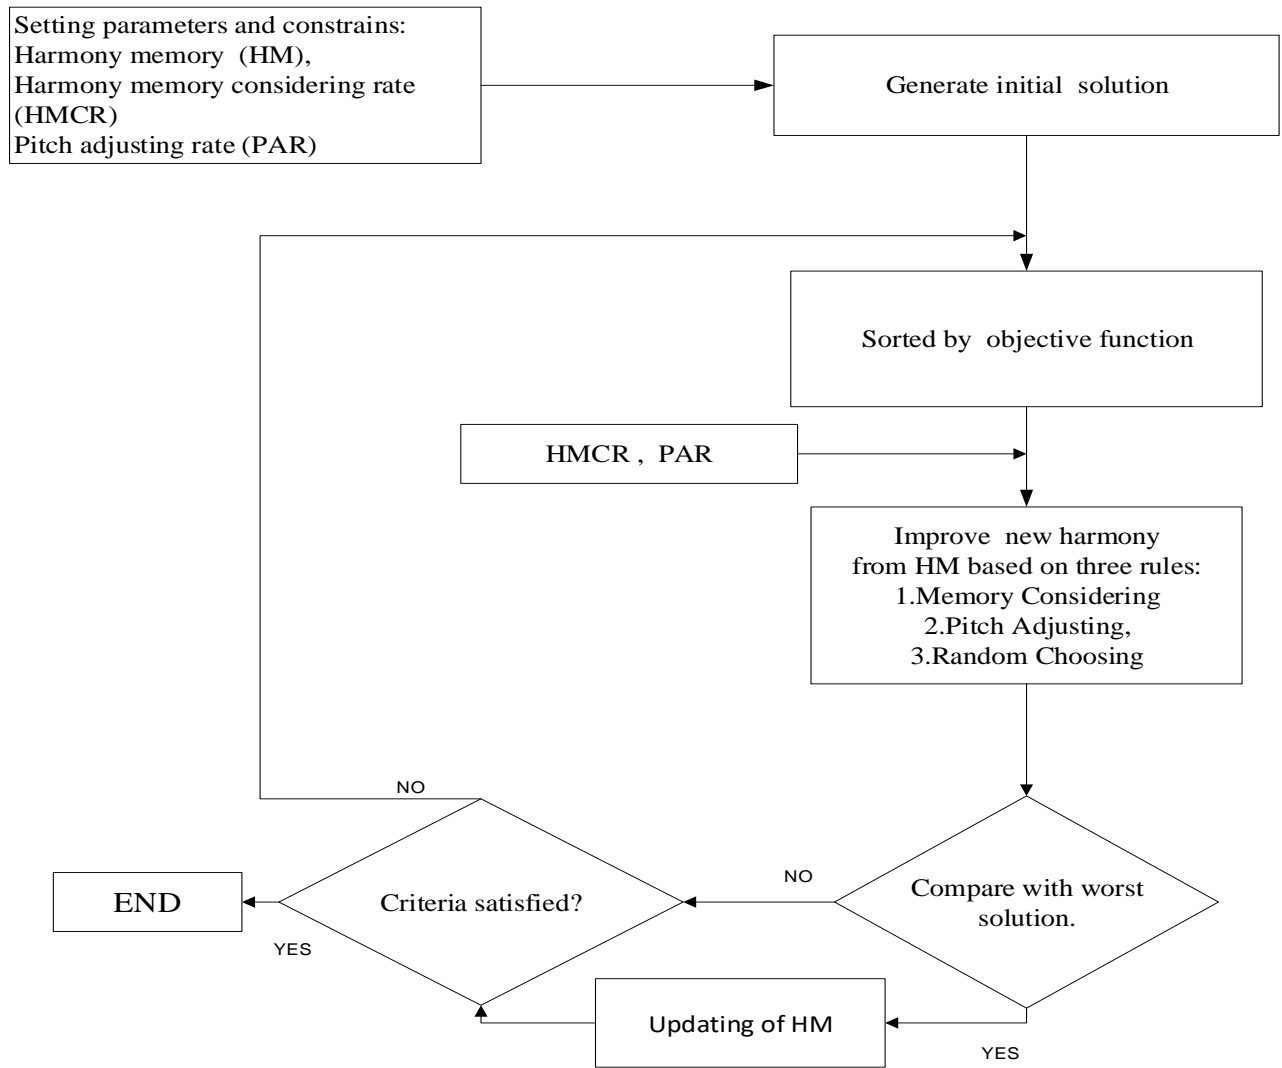 Setting parameters and constrains:
Harmony memory (HM),
Harmony memory considering rate
(HMCR)
Pitch adjusting rate (PAR)
Generate initial solution
Sorted by objective function
HMCR , PAR
Improve new harmony
from HM based on three rules:
1.Memory Considering
2.Pitch Adjusting,
3.Random Choosing
Compare with worst
solution.
NO
YES
Updating of HM
Criteria satisfied?
NO
YES
END